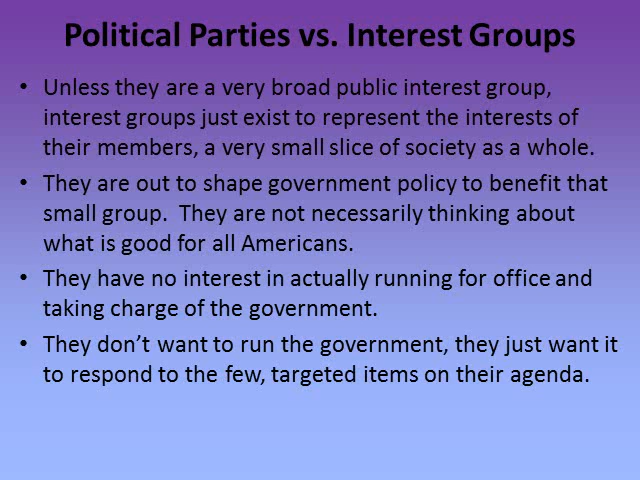 Political Parties vs. Interest Groups
• Unless they are a very broad public interest group,
interest groups just exist to represent the interests of
their members, a very small slice of society as a whole.
• They are out to shape government policy to benefit that
small group.  They are not necessarily thinking about
what is good for all Americans.
• They have no interest in actually running for office and
taking charge of the government.
• They don’t want to run the government, they just want it
to respond to the few, targeted items on their agenda.